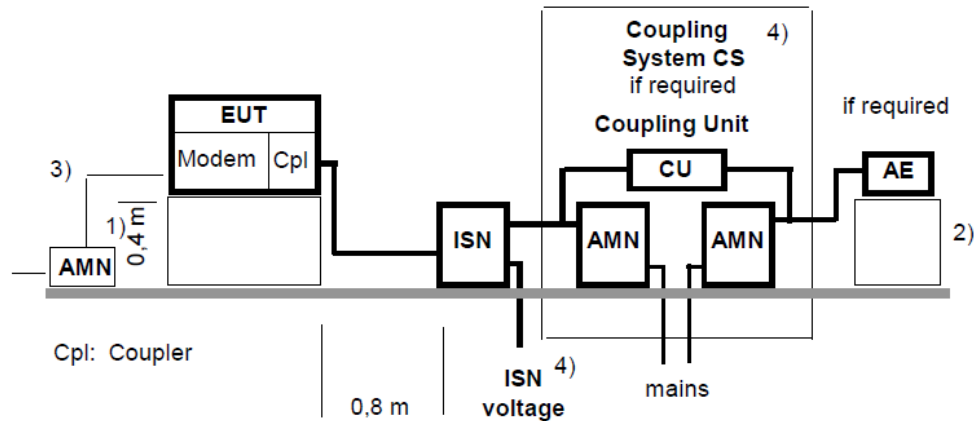 Coupling 4)
System CS
if required
Coupling Unit
if required
EUT
Modem Cpl
CU
AE
3)
1)
0,4 m
AMN
ISN
AMN
AMN
2)
Cpl: Coupler
0,8 m
ISN 4)
voltage
mains